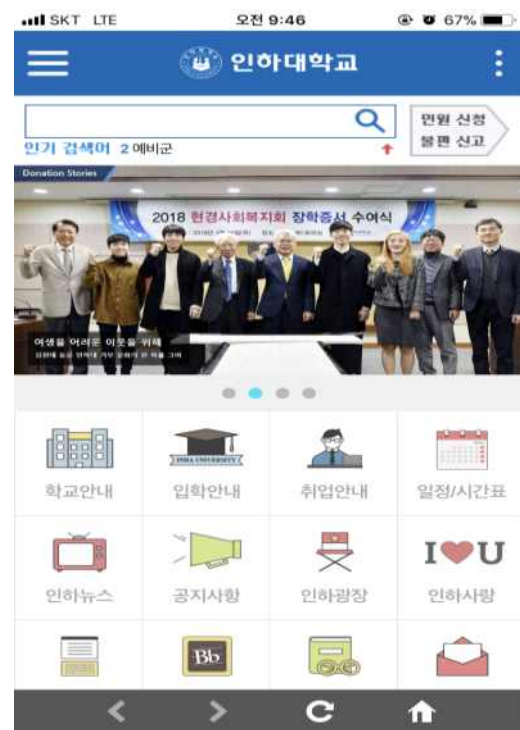 SKT LTE 오전 9:46 67%
인하대학교
민원 신청
불편 신고
인기 검색어 2 예비군
Donation Stories
2018 현경사회복지회 장학증서 수여식
여생을 어려운 이웃을 위해
I ♥ U
학교안내 입학안내 취업안내 일정/시간표
INHA UNIVERSITY
인하뉴스 공지사항 인하광장 인하사랑
Bb